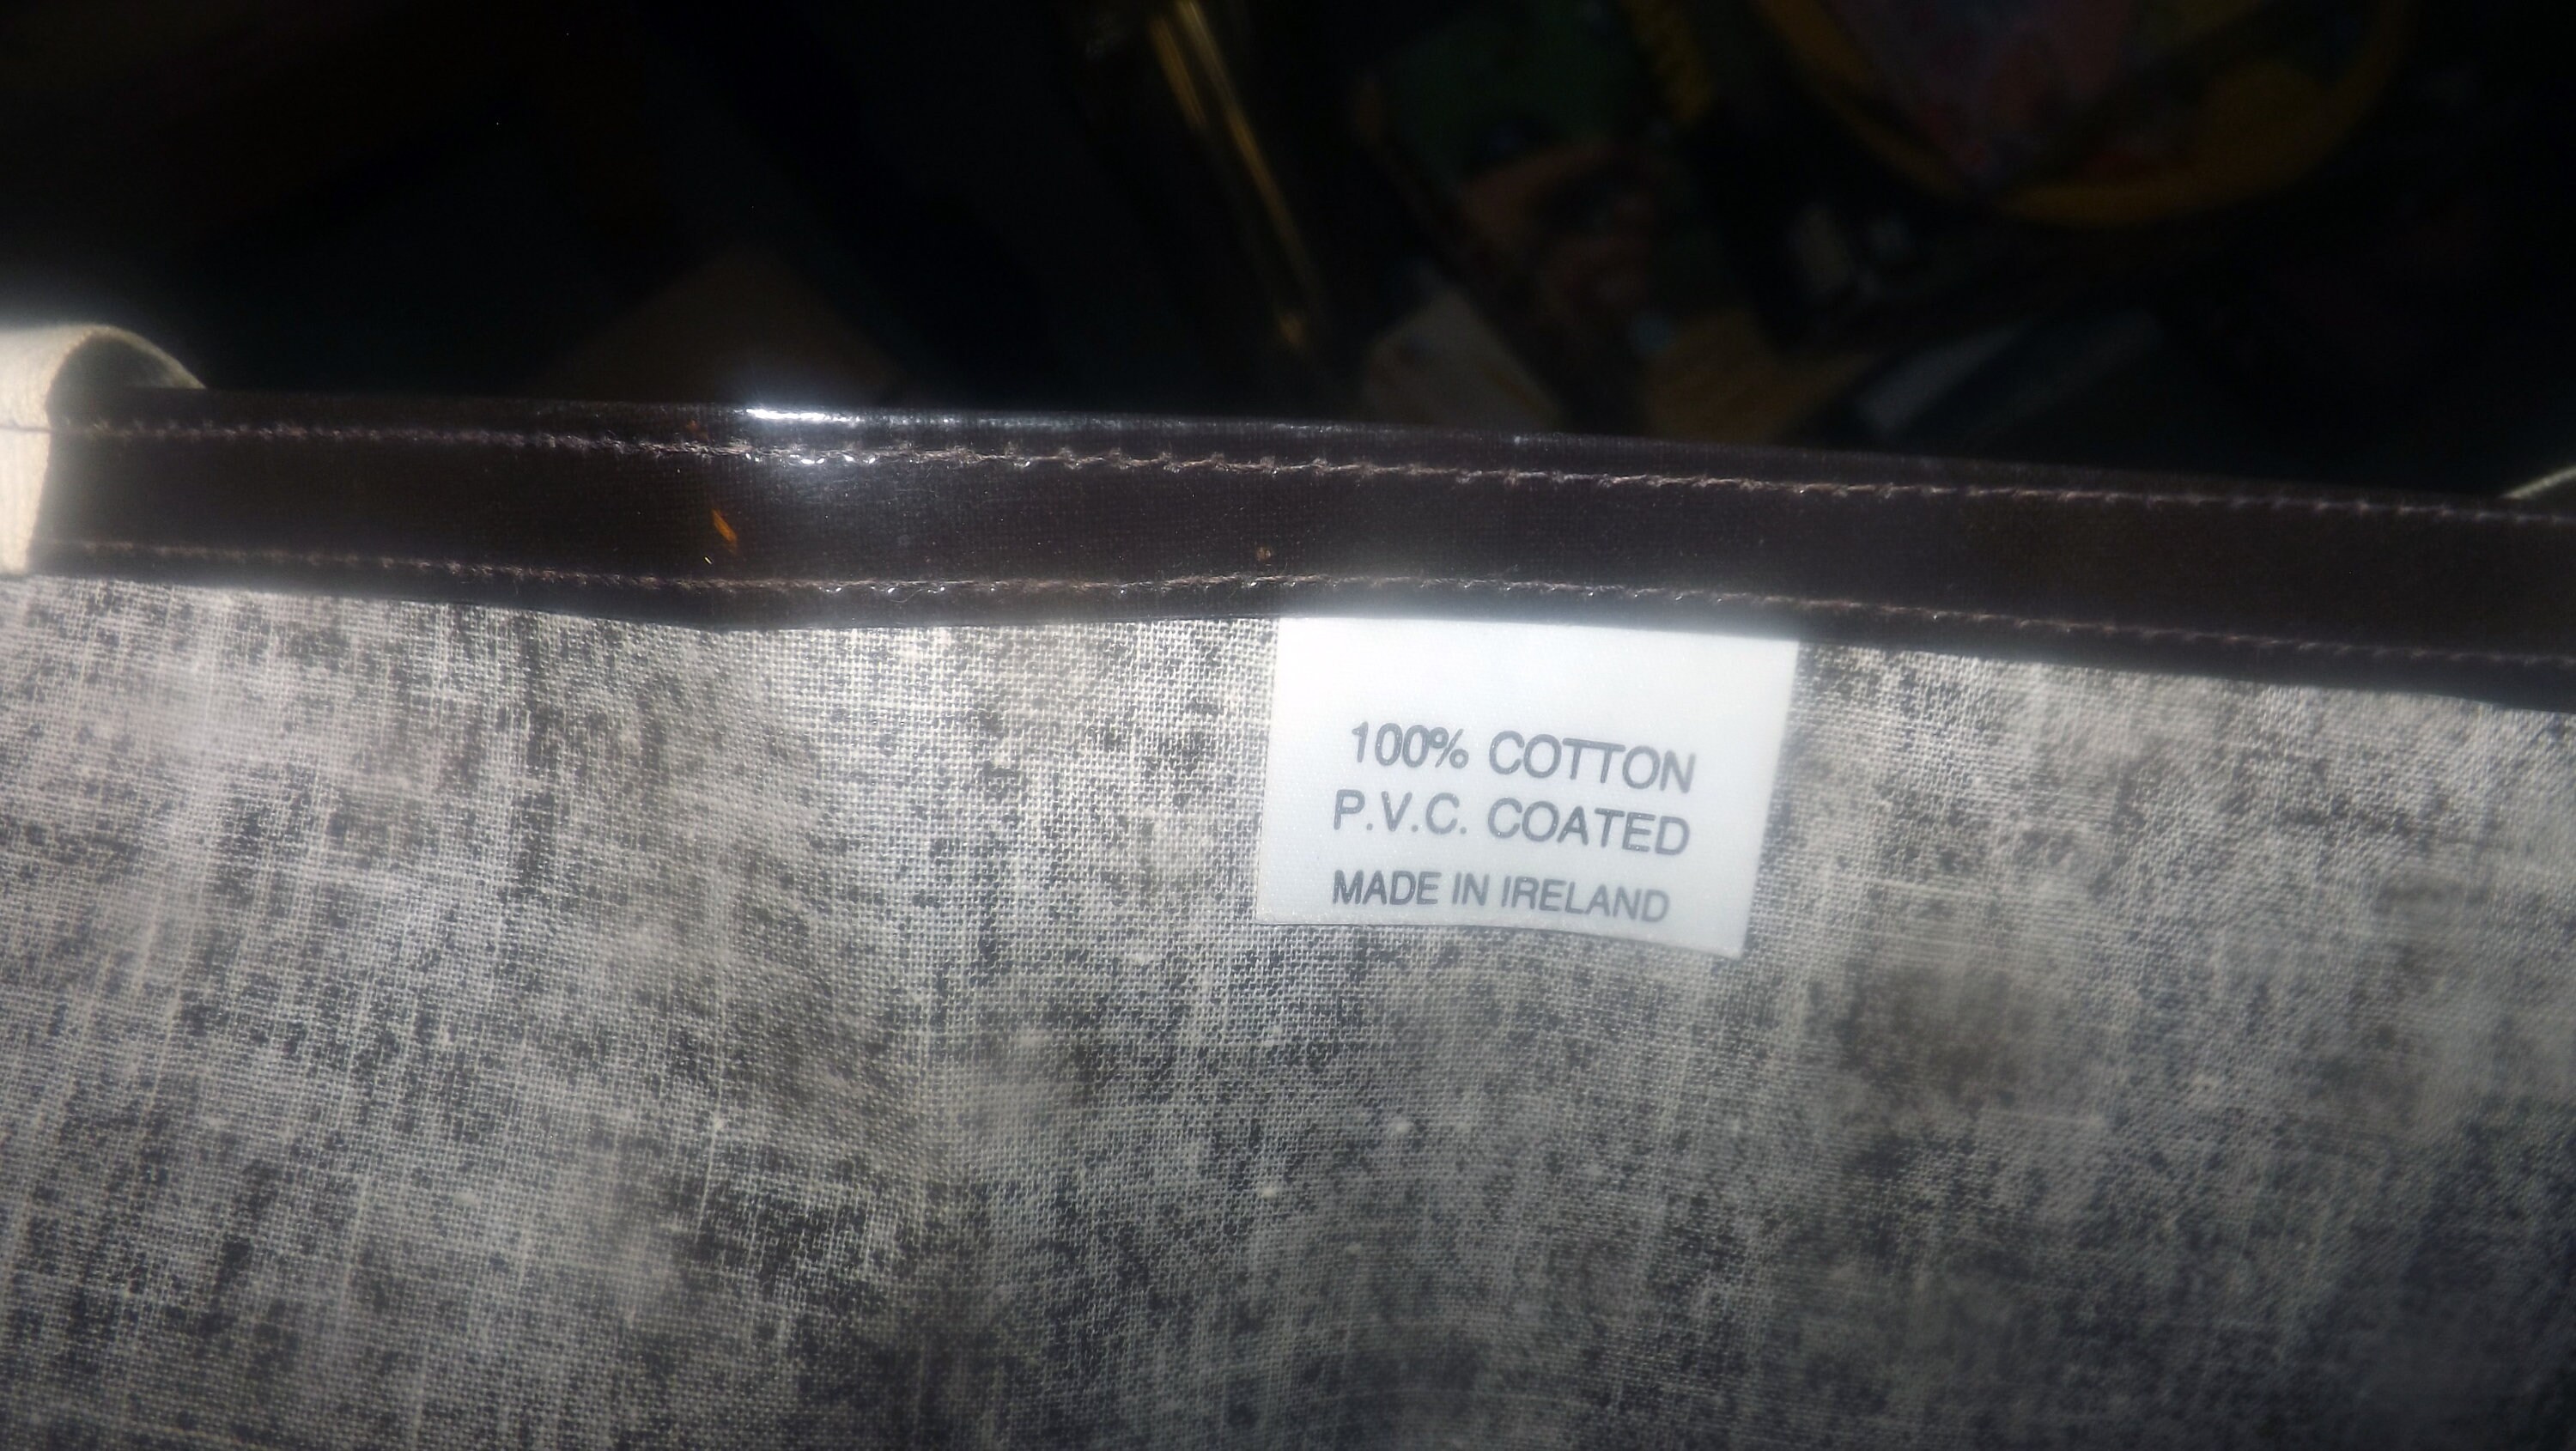 100% COTTON
P.V.C. COATED
MADE IN IRELAND